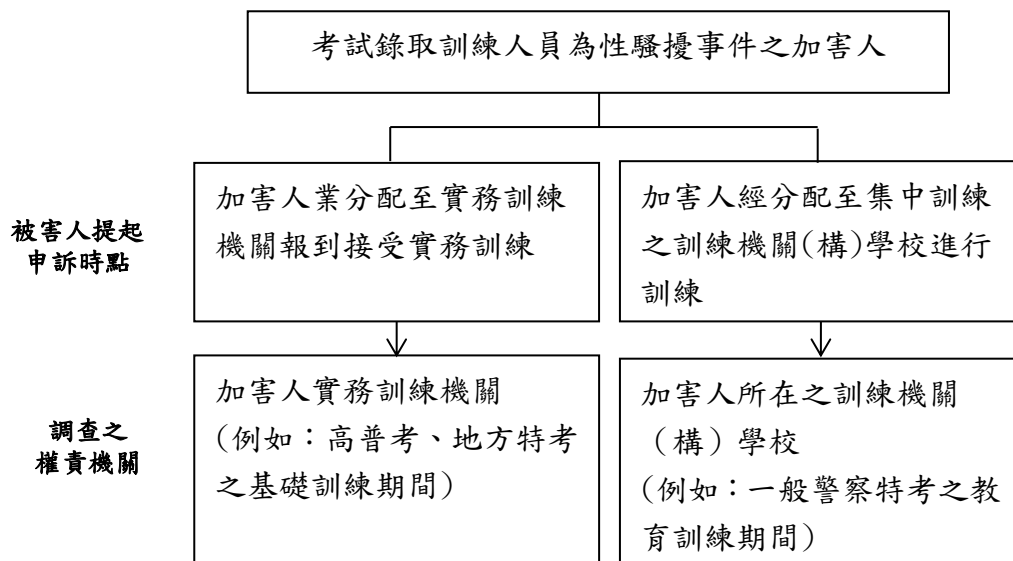 考試錄取訓練人員為性騷擾事件之加害人
被害人提起
申訴時點
加害人業分配至實務訓練
機關報到接受實務訓練
加害人經分配至集中訓練
之訓練機關(構)學校進行
訓練
調查之
權責機關
加害人實務訓練機關
(例如：高普考、地方特考
之基礎訓練期間)
加害人所在之訓練機關
（構）學校
(例如：一般警察特考之教
育訓練期間)